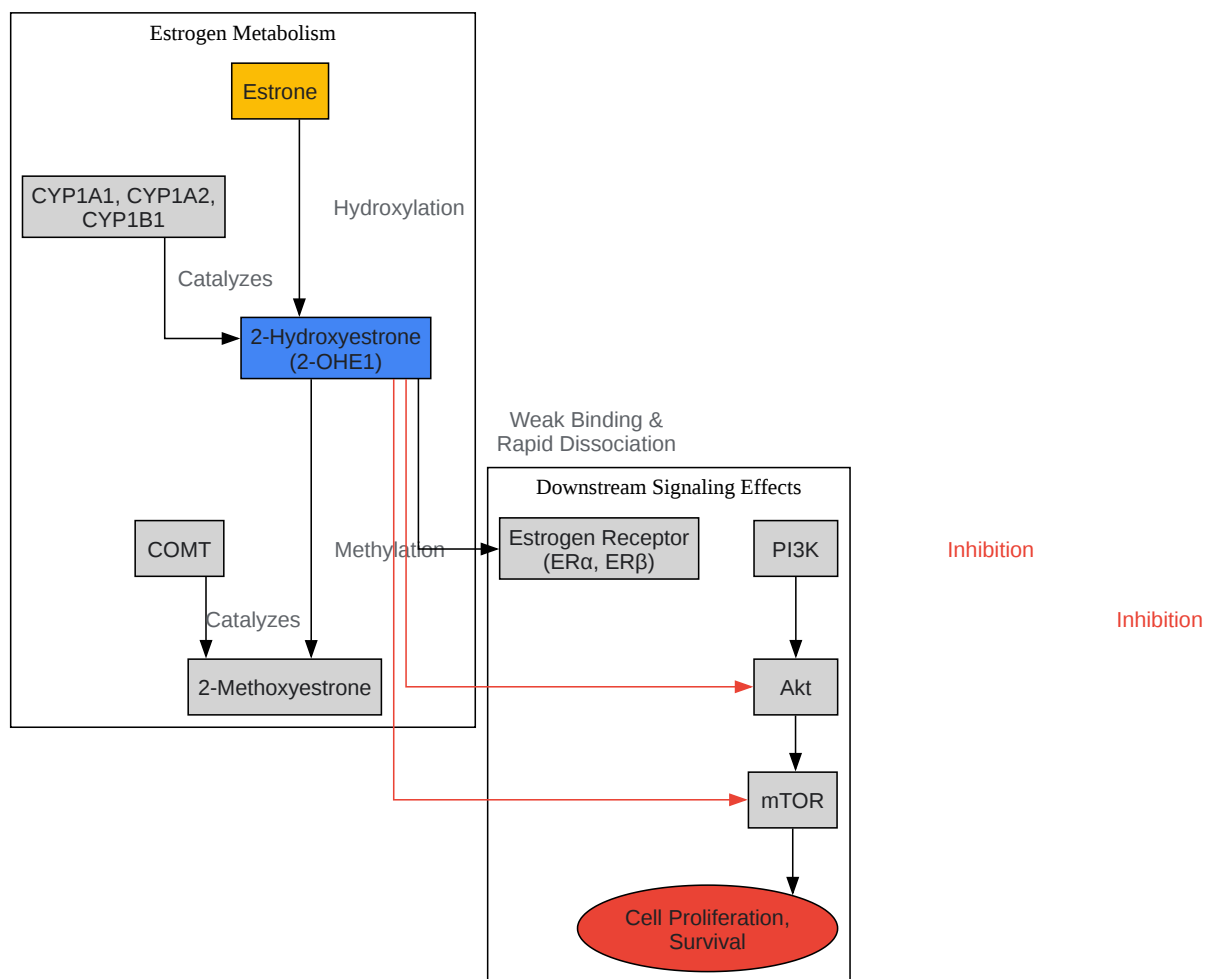 Estrogen Metabolism
Estrone
CYP1A1, CYP1A2,
CYP1B1
Hydroxylation
Catalyzes
2-Hydroxyestrone
(2-OHE1)
Weak Binding &
Rapid Dissociation
Downstream Signaling Effects
COMT
Methylation
Estrogen Receptor
(ERα, ERβ)
PI3K
Inhibition
Catalyzes
Inhibition
2-Methoxyestrone
Akt
mTOR
Cell Proliferation,
Survival